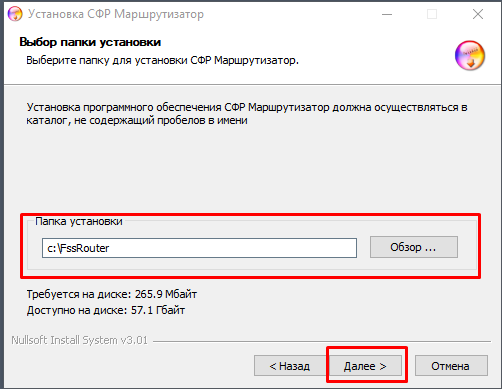 Установка СФР Маршрутизатор
Выбор папки установки
Выберите папку для установки СФР Маршрутизатор.
Установка программного обеспечения СФР Маршрутизатор должна осуществляться в
каталог, не содержащий пробелов в имени
Папка установки
c:\FssRouter
Обзор ...
Требуется на диске: 265.9 Мбайт
Доступно на диске: 57.1 Гбайт
Nullsoft Install System v3.01
< Назад
Далее >
Отмена